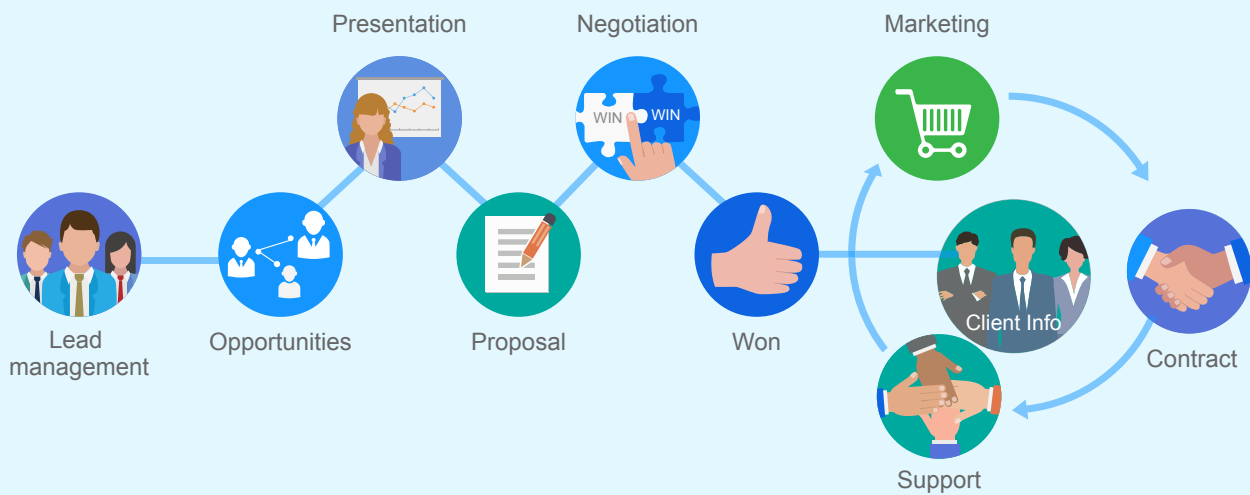 Presentation
Negotiation
Marketing
WIN
WIN
Lead
management
Opportunities
Proposal
Won
Client Info
Contract
Support